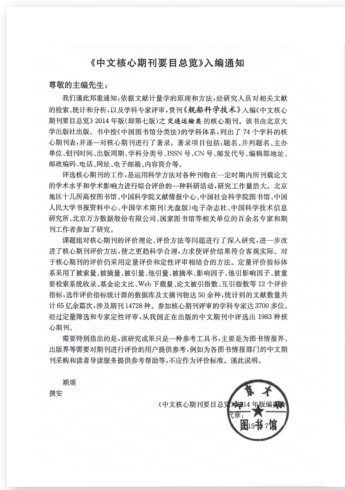 《中文核心期刊要目总览》入编通知
尊敬的主编先生:
我们谨此郑重通知:依据文献计量学的原理和方法,经研究人员对相关文献
的检索、统计和分析,以及学科专家评审,贵刊《舰船科学技术》入编《中文核心
期刊要目总览》2014年版(即第七版)之交通运输类的核心期刊。该书由北京大
学出版社出版。书中按《中国图书馆分类法》的学科体系,列出了74个学科的核心
期刊表,并逐一对核心期刊进行了著录。著录项目包括:题名、并列题名、主办
单位、创刊时间、出版周期、学科分类号、ISSN号、CN号、邮发代号、编辑部地址、
邮政编码、电话、网址、电子邮箱、内容简介等。
评选核心期刊的工作,是运用科学方法对各种刊物在一定时期内所刊载论文
的学术水平和学术影响力进行综合评价的一种科研活动,研究工作量浩大。北京
地区十几所高校图书馆、中国科学院文献情报中心、中国社会科学院图书馆、中国
人民大学书报资料中心、中国学术期刊(光盘版)电子杂志社、中国科学技术信息
研究所、北京万方数据股份有限公司、国家图书馆等相关单位的百余名专家和期
刊工作者参加了研究。
课题组对核心期刊的评价理论、评价方法等问题进行了深入研究,进一步改
进了核心期刊评价方法,使之更趋科学合理,力求使评价结果符合客观实际。对
于核心期刊的评价仍采用定量评价和定性评审相结合的方法。定量评价指标体
系采用了被索量、被摘量、被引量、他引量、被摘率、影响因子、他引影响因子、被重
要检索系统收录、基金论文比、Web下载量、论文被引指数、互引指数等12个评价
指标,选作评价指标统计源的数据库及文摘刊物达50余种,统计到的文献数量共
计65亿余篇次,涉及期刊14728种。参加核心期刊评审的学科专家达3700多位。
经过定量筛选和专家定性评审,从我国正在出版的中文期刊中评选出1983种核
心期刊。
需要特别指出的是,该研究成果只是一种参考工具书,主要是为图书情报界、
出版界等需要对期刊进行评价的用户提供参考,例如为各图书情报部门的中文期
刊采购和读者导读服务提供参考帮助等,不应作为评价标准。谨此说明。
顺颂
撰安
《中文核心期刊要目总览》2014年版编委会
图书馆